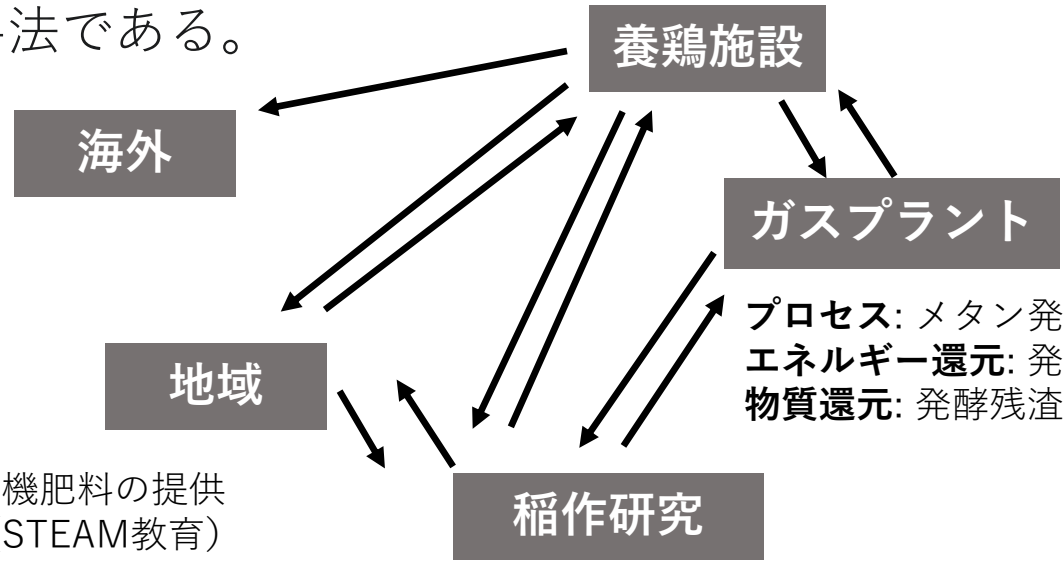 法である。
養鶏施設
海外
ガスプラント
プロセス: メタン発
エネルギー還元: 発
物質還元: 発酵残渣
地域
機肥料の提供
STEAM教育）
稲作研究